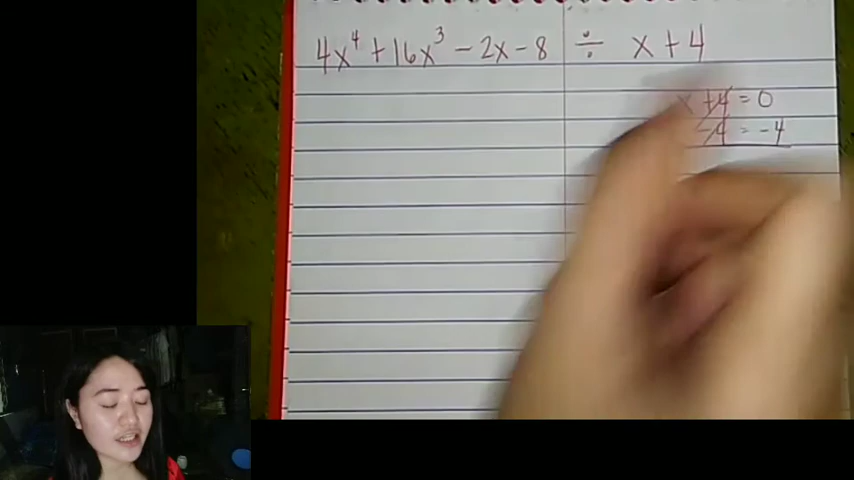 4x⁴ + 16x³ - 2x - 8 ÷ x + 4
x + 4 = 0
- 4 = -4